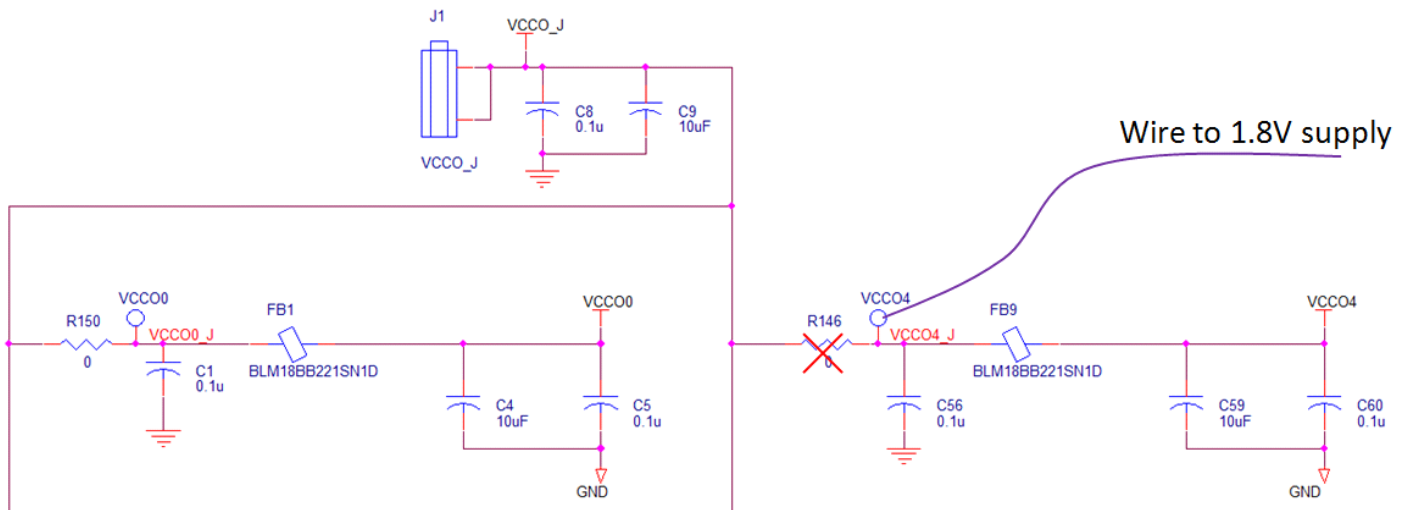 J1
VCCO_J
C8
0.1u
C9
10uF
VCCO_J
Wire to 1.8V supply
VCCO0
R150
0
VCCO0_J
C1
0.1u
FB1
BLM18BB221SN1D
C4
10uF
VCCO0
C5
0.1u
GND
VCCO4
R146
0
VCCO4_J
C56
0.1u
FB9
BLM18BB221SN1D
C59
10uF
VCCO4
C60
0.1u
GND